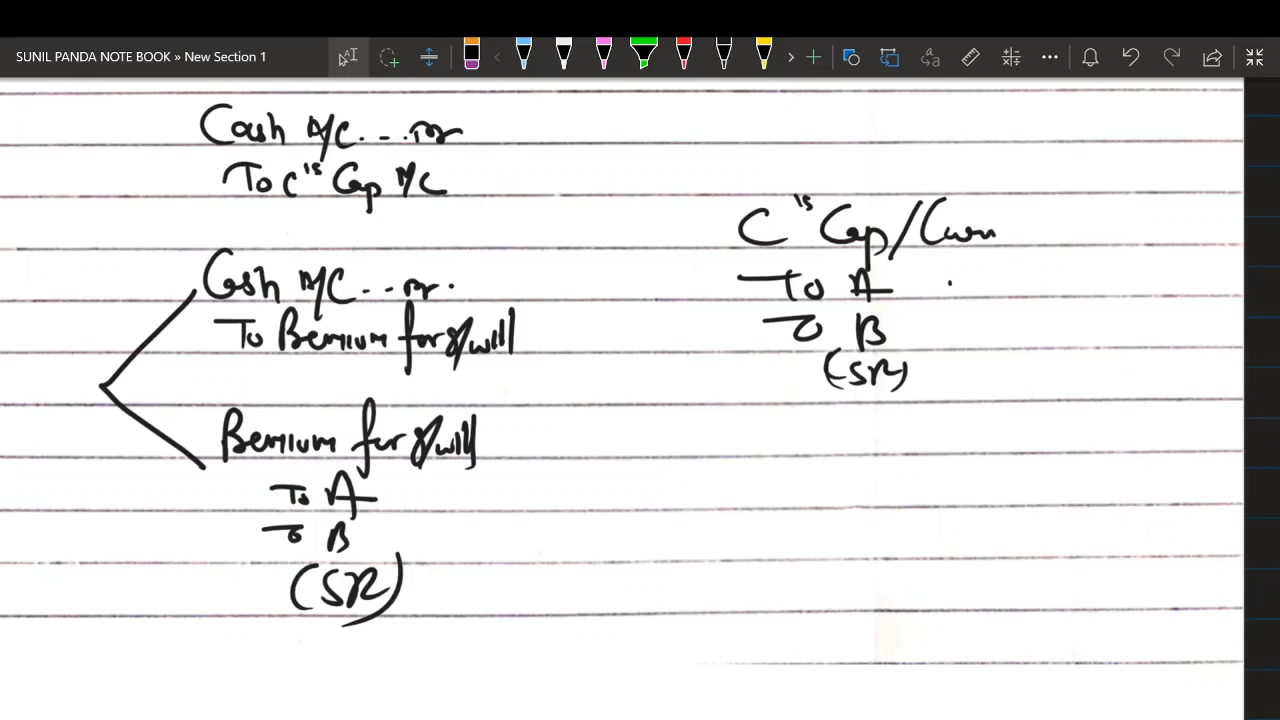 SUNIL PANDA NOTE BOOK » New Section 1
Cash A/C ... Dr
To C's Cap A/C
Cash A/C ... Dr.
To Premium for g/will
Premium for g/will
To A
To B
(SR)
C's Cap/Curr
To A
To B
(SR)